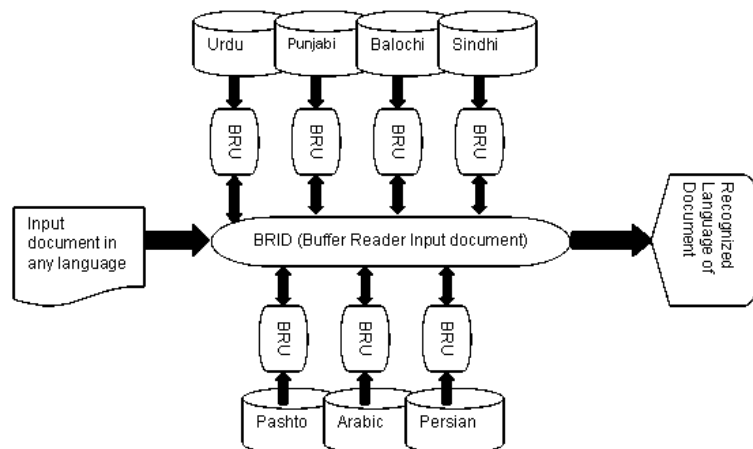 Urdu
Punjabi
Balochi
Sindhi
BRU
BRU
BRU
BRU
Input
document in
any language
BRID (Buffer Reader Input document)
Recognized
Language of
Document
BRU
BRU
BRU
Pashto
Arabic
Persian